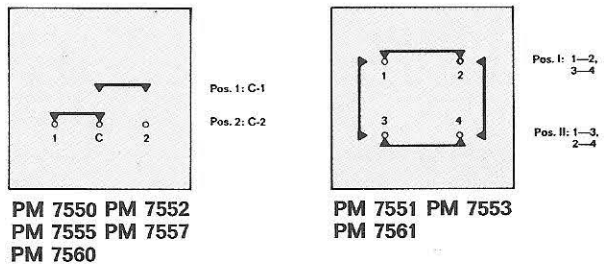 Pos. 1: C-1
Pos. 2: C-2
1 C 2
PM 7550 PM 7552
PM 7555 PM 7557
PM 7560
1 2
3 4
Pos. I: 1—2,
3—4
Pos. II: 1—3,
2—4
PM 7551 PM 7553
PM 7561